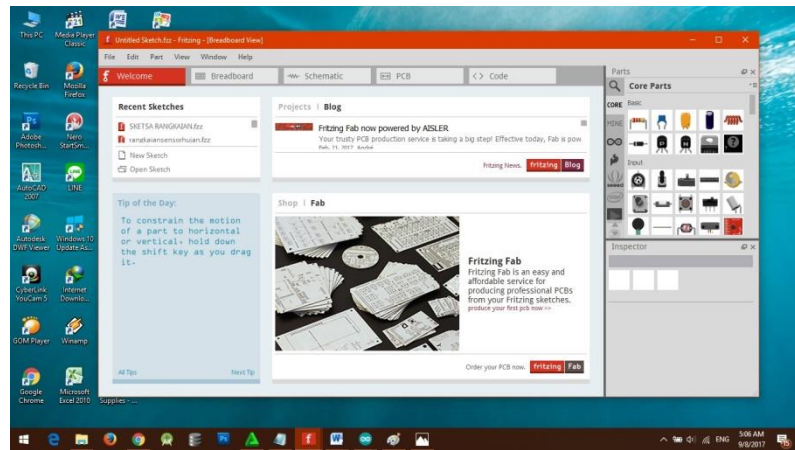 This PC
Media Player
Classic
Recycle Bin
Mozilla
Firefox
Adobe
Photosh...
Nero
StartSm...
AutoCAD
2007
LINE
Autodesk
DWF Viewer
Windows 10
Update As...
CyberLink
YouCam 5
Internet
Downlo...
GOM Player
Winamp
Google
Chrome
Microsoft
Excel 2010
Supplies - ...
Untitled Sketch.fzz - Fritzing - [Breadboard View]
File Edit Part View Window Help
Welcome
Breadboard
Schematic
PCB
Code
Recent Sketches
SKETSA RANGKAIAN.fzz
rangkaiansensorhujan.fzz
New Sketch
Open Sketch
Projects | Blog
Fritzing Fab now powered by AISLER
Your trusty PCB production service is taking a big step! Effective today, Fab is pow
Feb. 21, 2017, André
Fritzing News. fritzing Blog
Tip of the Day:
To constrain the motion
of a part to horizontal
or vertical, hold down
the shift key as you drag
it.
All Tips
Next Tip
Shop | Fab
Fritzing Fab
Fritzing Fab is an easy and
affordable service for
producing professional PCBs
from your Fritzing sketches.
produce your first pcb now >>
Order your PCB now. fritzing Fab
Parts
Core Parts
CORE
MINE
Basic
Input
Inspector
ENG
5:06 AM
9/8/2017